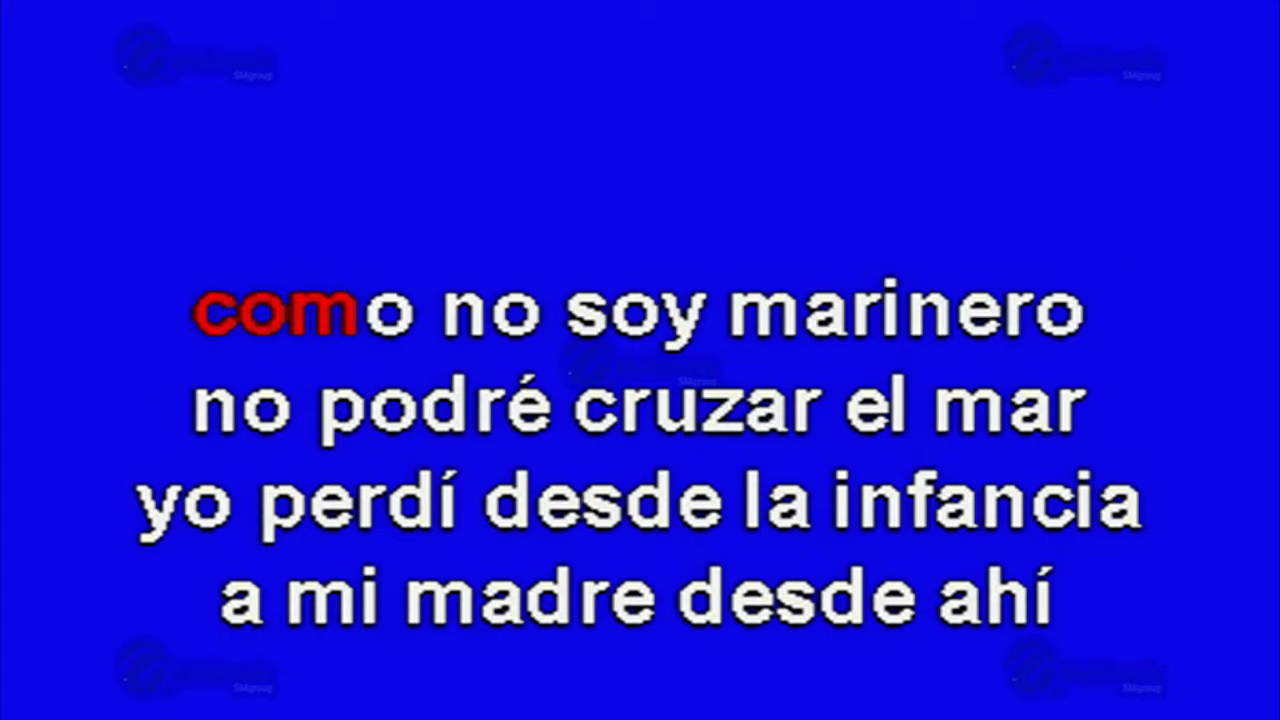 como no soy marinero
no podré cruzar el mar
yo perdí desde la infancia
a mi madre desde ahí